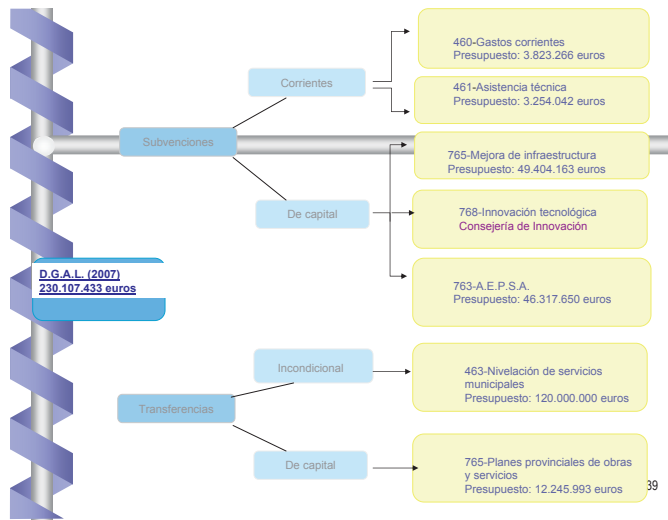 460-Gastos corrientes
Presupuesto: 3.823.266 euros
Corrientes
461-Asistencia técnica
Presupuesto: 3.254.042 euros
Subvenciones
765-Mejora de infraestructura
Presupuesto: 49.404.163 euros
De capital
768-Innovación tecnológica
Consejería de Innovación
D.G.A.L. (2007)
230.107.433 euros
763-A.E.P.S.A.
Presupuesto: 46.317.650 euros
Incondicional
463-Nivelación de servicios
municipales
Presupuesto: 120.000.000 euros
Transferencias
De capital
765-Planes provinciales de obras
y servicios
Presupuesto: 12.245.993 euros
39